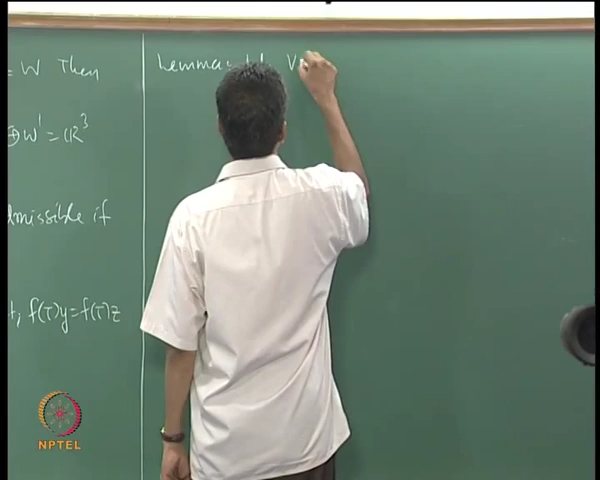 = W Then
⊕W' = ℝ³
dmissible if
f(T)y = f(T)z
Lemma V
NPTEL